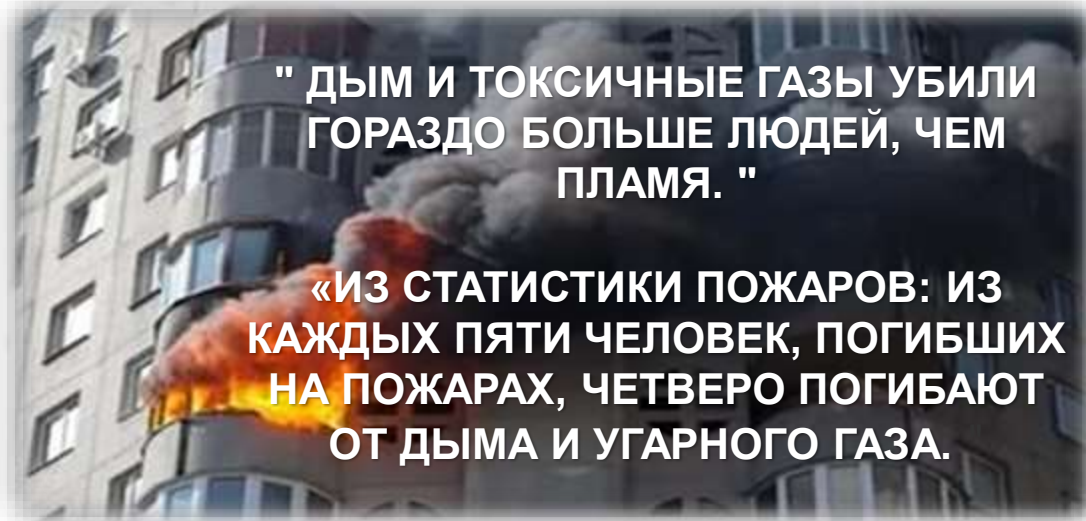 " ДЫМ И ТОКСИЧНЫЕ ГАЗЫ УБИЛИ
ГОРАЗДО БОЛЬШЕ ЛЮДЕЙ, ЧЕМ
ПЛАМЯ. "
«ИЗ СТАТИСТИКИ ПОЖАРОВ: ИЗ
КАЖДЫХ ПЯТИ ЧЕЛОВЕК, ПОГИБШИХ
НА ПОЖАРАХ, ЧЕТВЕРО ПОГИБАЮТ
ОТ ДЫМА И УГАРНОГО ГАЗА.